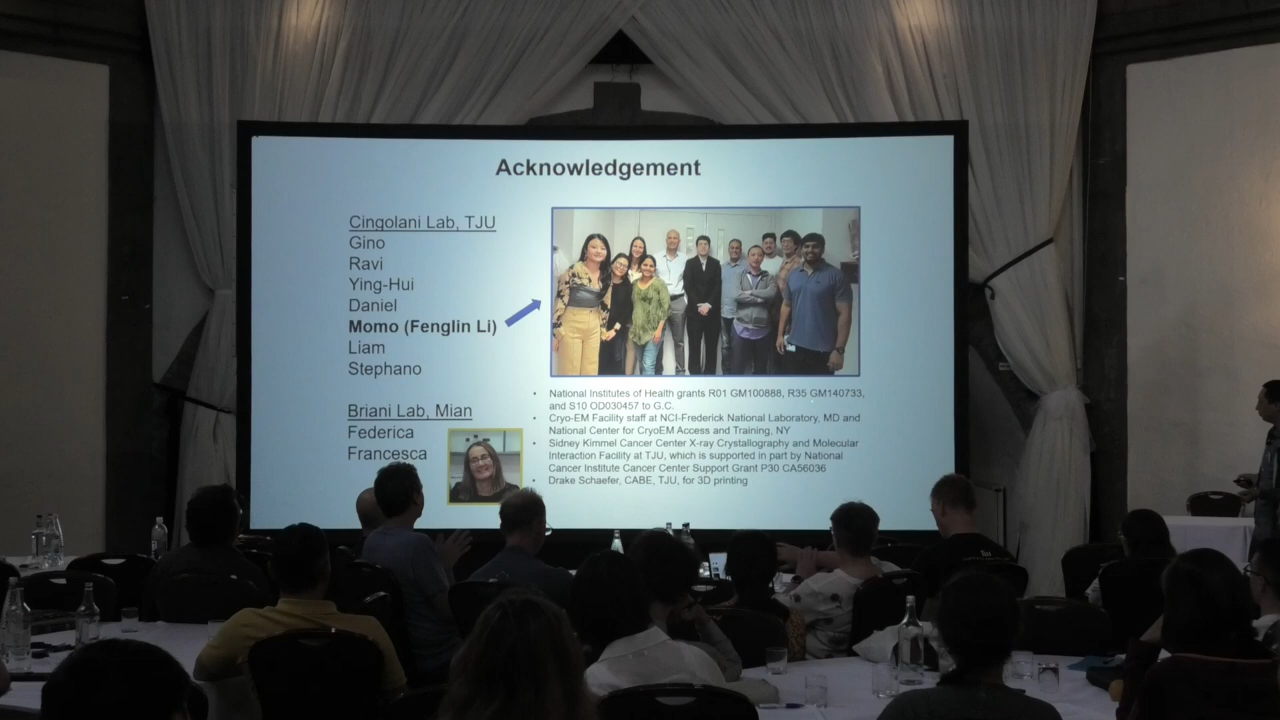 Acknowledgement
Cingolani Lab, TJU
Gino
Ravi
Ying-Hui
Daniel
Momo (Fenglin Li)
Liam
Stephano
Briani Lab, Mian
Federica
Francesca
• National Institutes of Health grants R01 GM100888, R35 GM140733,
and S10 OD030457 to G.C.
• Cryo-EM Facility staff at NCI-Frederick National Laboratory, MD and
National Center for CryoEM Access and Training, NY
• Sidney Kimmel Cancer Center X-ray Crystallography and Molecular
Interaction Facility at TJU, which is supported in part by National
Cancer Institute Cancer Center Support Grant P30 CA56036
• Drake Schaefer, CABE, TJU, for 3D printing